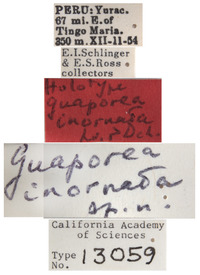 PERU: Yurac.
67 mi. E. of
Tingo Maria.
350 m. XII-11-54
E.I.Schlinger
& E.S.Ross
collectors
Holotype
guaporea
inornata
Guaporea
inornata
sp. n.
California Academy
of Sciences
Type
No. 13059